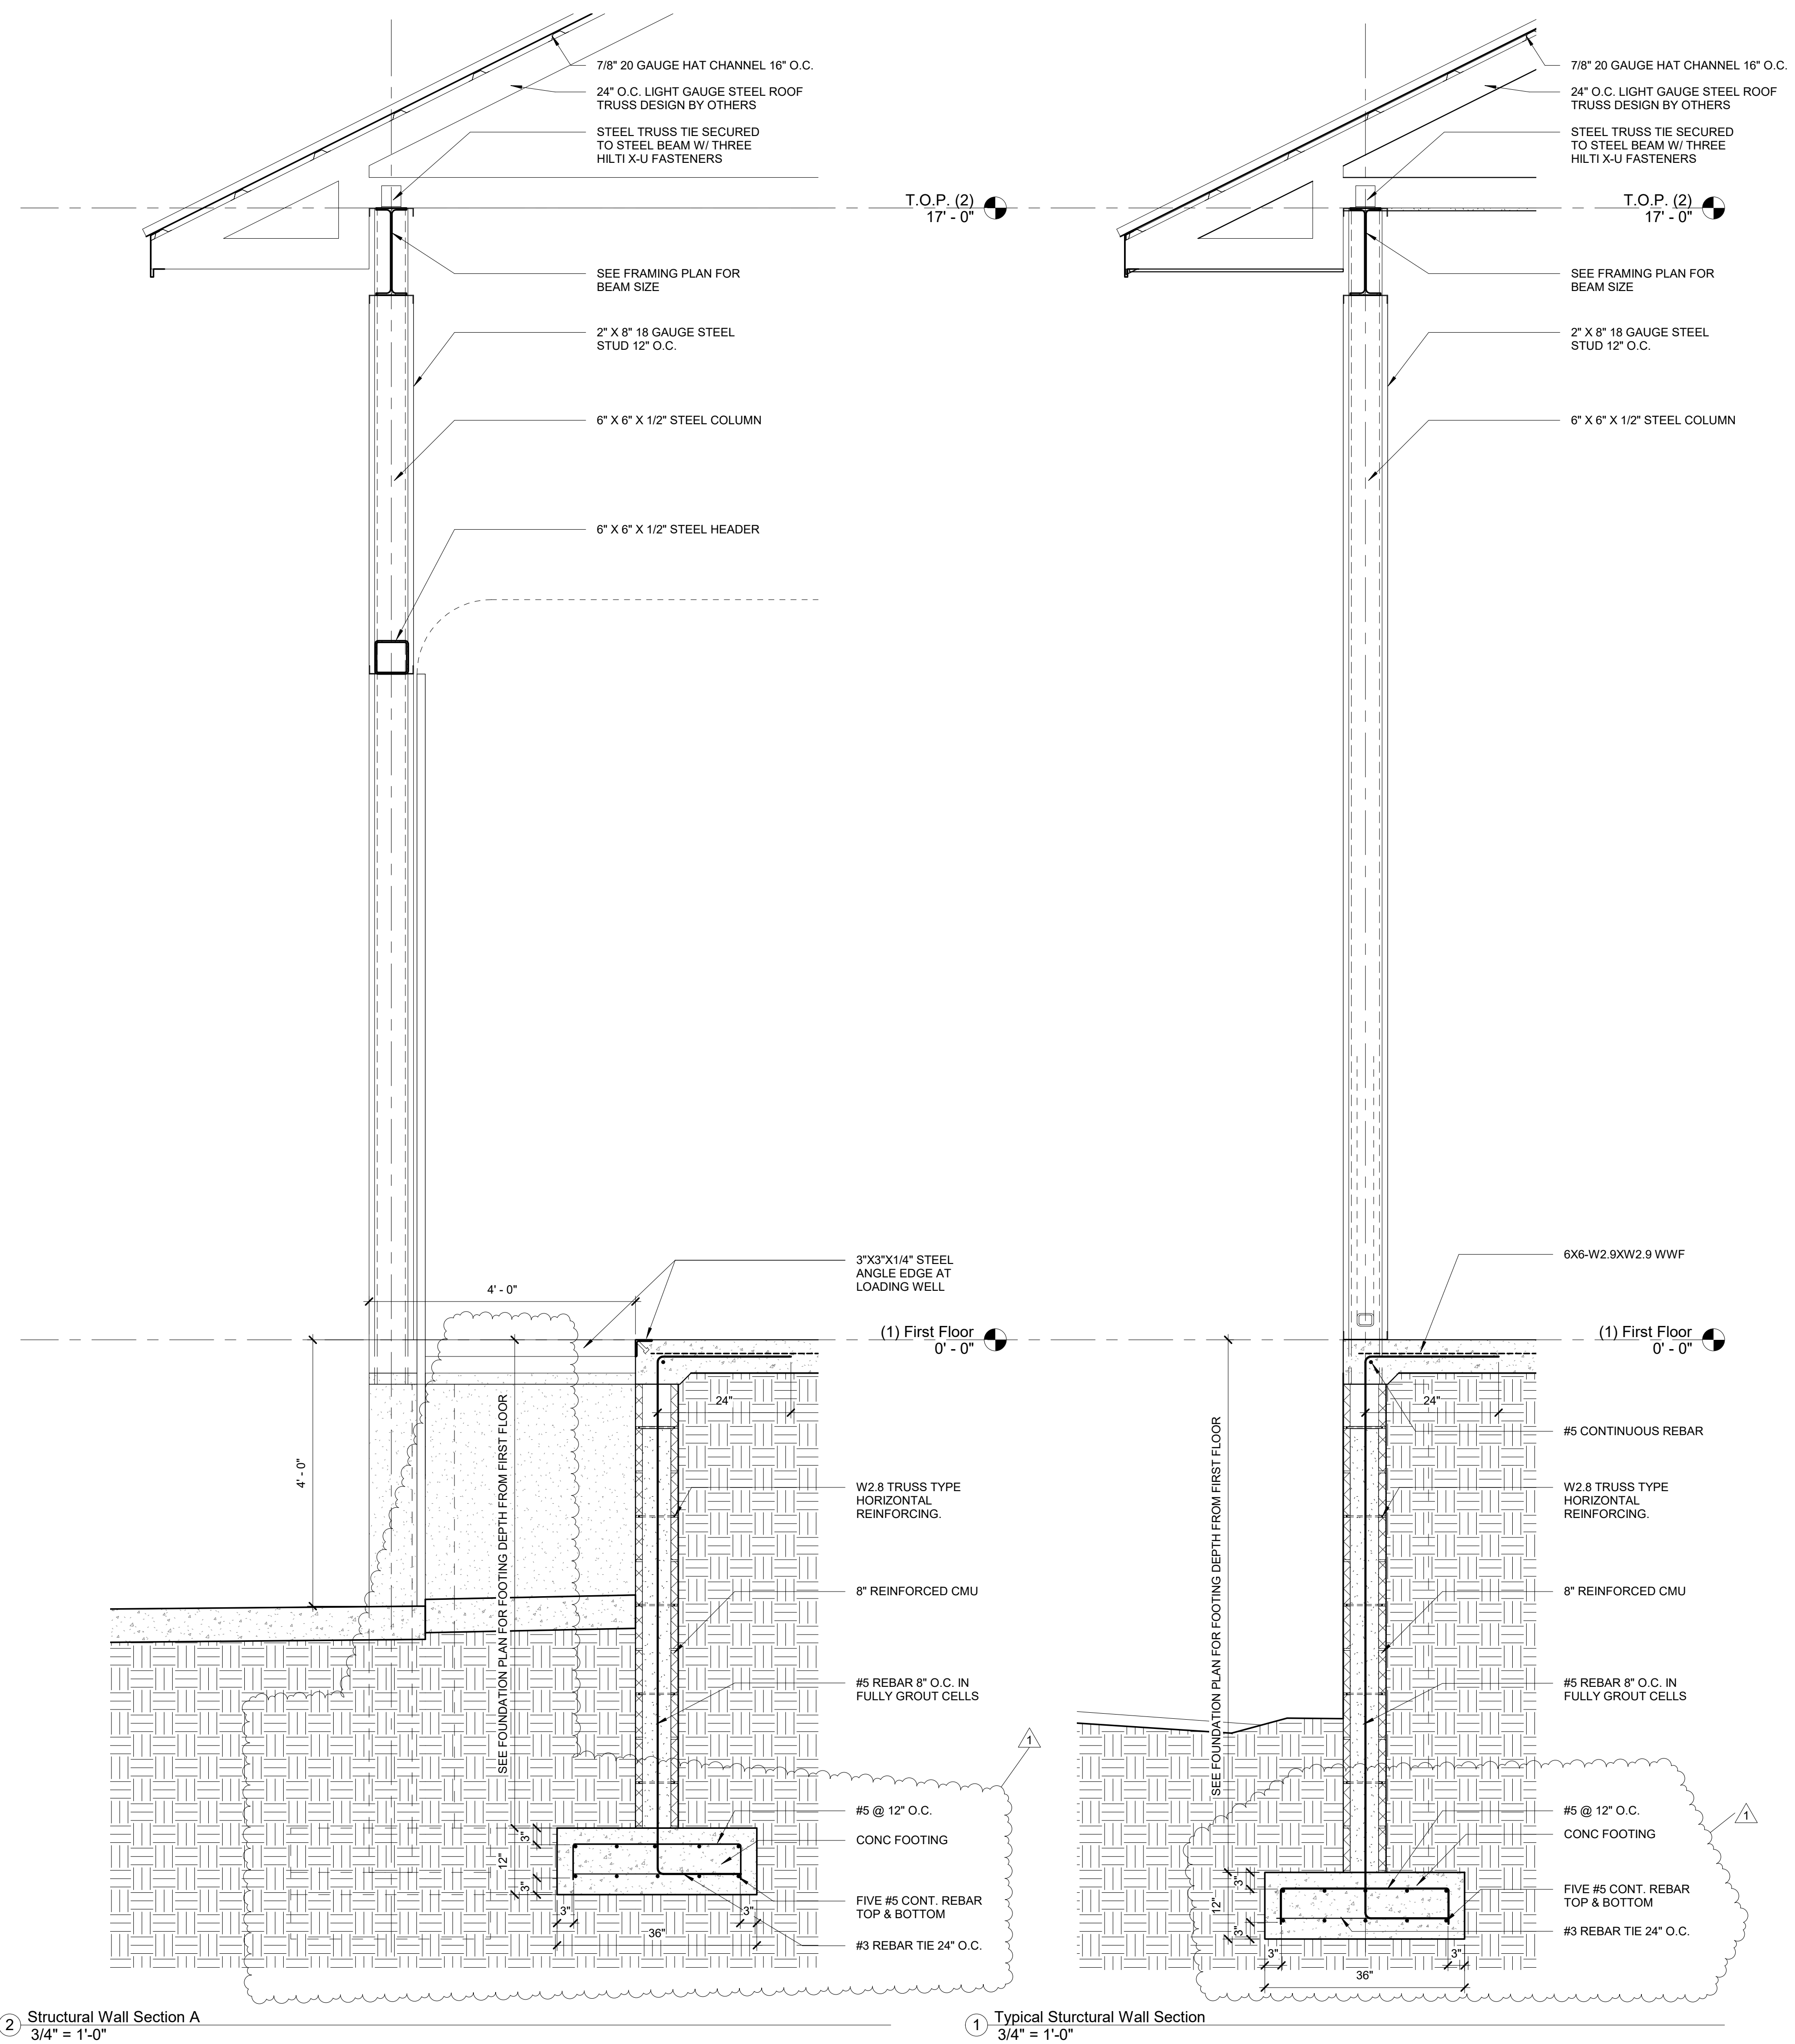 7/8" 20 GAUGE HAT CHANNEL 16" O.C.
24" O.C. LIGHT GAUGE STEEL ROOF
TRUSS DESIGN BY OTHERS
STEEL TRUSS TIE SECURED
TO STEEL BEAM W/ THREE
HILTI X-U FASTENERS
T.O.P. (2)
17' - 0"
SEE FRAMING PLAN FOR
BEAM SIZE
2" X 8" 18 GAUGE STEEL
STUD 12" O.C.
6" X 6" X 1/2" STEEL COLUMN
6" X 6" X 1/2" STEEL HEADER
3"X3"X1/4" STEEL
ANGLE EDGE AT
LOADING WELL
4' - 0"
(1) First Floor
0' - 0"
24"
4' - 0"
SEE FOUNDATION PLAN FOR FOOTING DEPTH FROM FIRST FLOOR
W2.8 TRUSS TYPE
HORIZONTAL
REINFORCING.
8" REINFORCED CMU
#5 REBAR 8" O.C. IN
FULLY GROUT CELLS
1
#5 @ 12" O.C.
CONC FOOTING
3"
12"
3"
FIVE #5 CONT. REBAR
TOP & BOTTOM
3"
3"
36"
#3 REBAR TIE 24" O.C.
2
Structural Wall Section A
3/4" = 1'-0"
7/8" 20 GAUGE HAT CHANNEL 16" O.C.
24" O.C. LIGHT GAUGE STEEL ROOF
TRUSS DESIGN BY OTHERS
STEEL TRUSS TIE SECURED
TO STEEL BEAM W/ THREE
HILTI X-U FASTENERS
T.O.P. (2)
17' - 0"
SEE FRAMING PLAN FOR
BEAM SIZE
2" X 8" 18 GAUGE STEEL
STUD 12" O.C.
6" X 6" X 1/2" STEEL COLUMN
6X6-W2.9XW2.9 WWF
(1) First Floor
0' - 0"
24"
#5 CONTINUOUS REBAR
SEE FOUNDATION PLAN FOR FOOTING DEPTH FROM FIRST FLOOR
W2.8 TRUSS TYPE
HORIZONTAL
REINFORCING.
8" REINFORCED CMU
#5 REBAR 8" O.C. IN
FULLY GROUT CELLS
#5 @ 12" O.C.
1
CONC FOOTING
3"
12"
3"
FIVE #5 CONT. REBAR
TOP & BOTTOM
#3 REBAR TIE 24" O.C.
3"
3"
36"
1
Typical Sturctural Wall Section
3/4" = 1'-0"